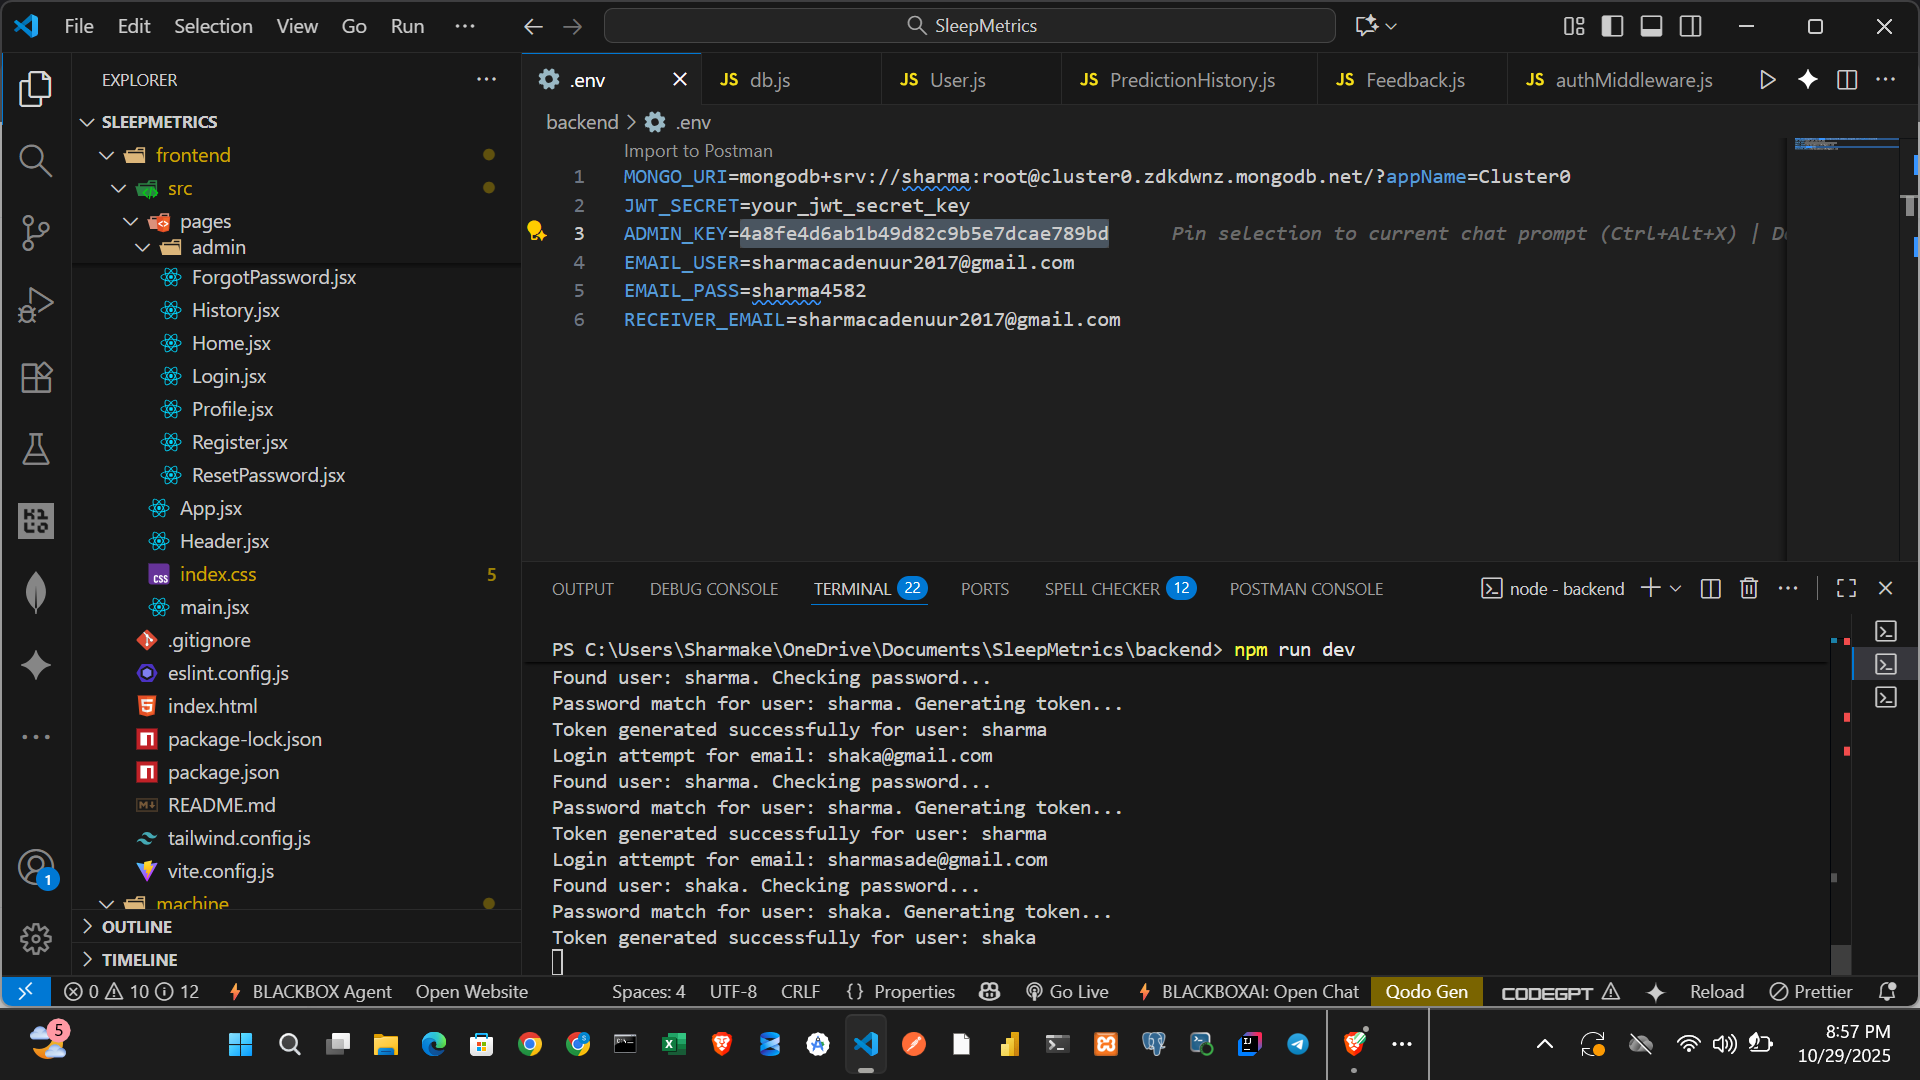 File Edit Selection View Go Run ···
SleepMetrics
EXPLORER ···
SLEEPMETRICS
frontend
src
pages
admin
ForgotPassword.jsx
History.jsx
Home.jsx
Login.jsx
Profile.jsx
Register.jsx
ResetPassword.jsx
App.jsx
Header.jsx
index.css 5
main.jsx
.gitignore
eslint.config.js
index.html
package-lock.json
package.json
README.md
tailwind.config.js
vite.config.js
machine
OUTLINE
TIMELINE
1
.env
JS db.js
JS User.js
JS PredictionHistory.js
JS Feedback.js
JS authMiddleware.js
backend > .env
Import to Postman
1 MONGO_URI=mongodb+srv://sharma:root@cluster0.zdkdwnz.mongodb.net/?appName=Cluster0
2 JWT_SECRET=your_jwt_secret_key
3 ADMIN_KEY=4a8fe4d6ab1b49d82c9b5e7dcae789bd Pin selection to current chat prompt (Ctrl+Alt+X) |
4 EMAIL_USER=sharmacadenuur2017@gmail.com
5 EMAIL_PASS=sharma4582
6 RECEIVER_EMAIL=sharmacadenuur2017@gmail.com
OUTPUT DEBUG CONSOLE TERMINAL 22 PORTS SPELL CHECKER 12 POSTMAN CONSOLE node - backend
PS C:\Users\Sharmake\OneDrive\Documents\SleepMetrics\backend> npm run dev
Found user: sharma. Checking password...
Password match for user: sharma. Generating token...
Token generated successfully for user: sharma
Login attempt for email: shaka@gmail.com
Found user: sharma. Checking password...
Password match for user: sharma. Generating token...
Token generated successfully for user: sharma
Login attempt for email: sharmasade@gmail.com
Found user: shaka. Checking password...
Password match for user: shaka. Generating token...
Token generated successfully for user: shaka
0 10 12 BLACKBOX Agent Open Website Spaces: 4 UTF-8 CRLF {} Properties Go Live BLACKBOXAI: Open Chat Qodo Gen CODEGPT Reload Prettier
5
8:57 PM
10/29/2025